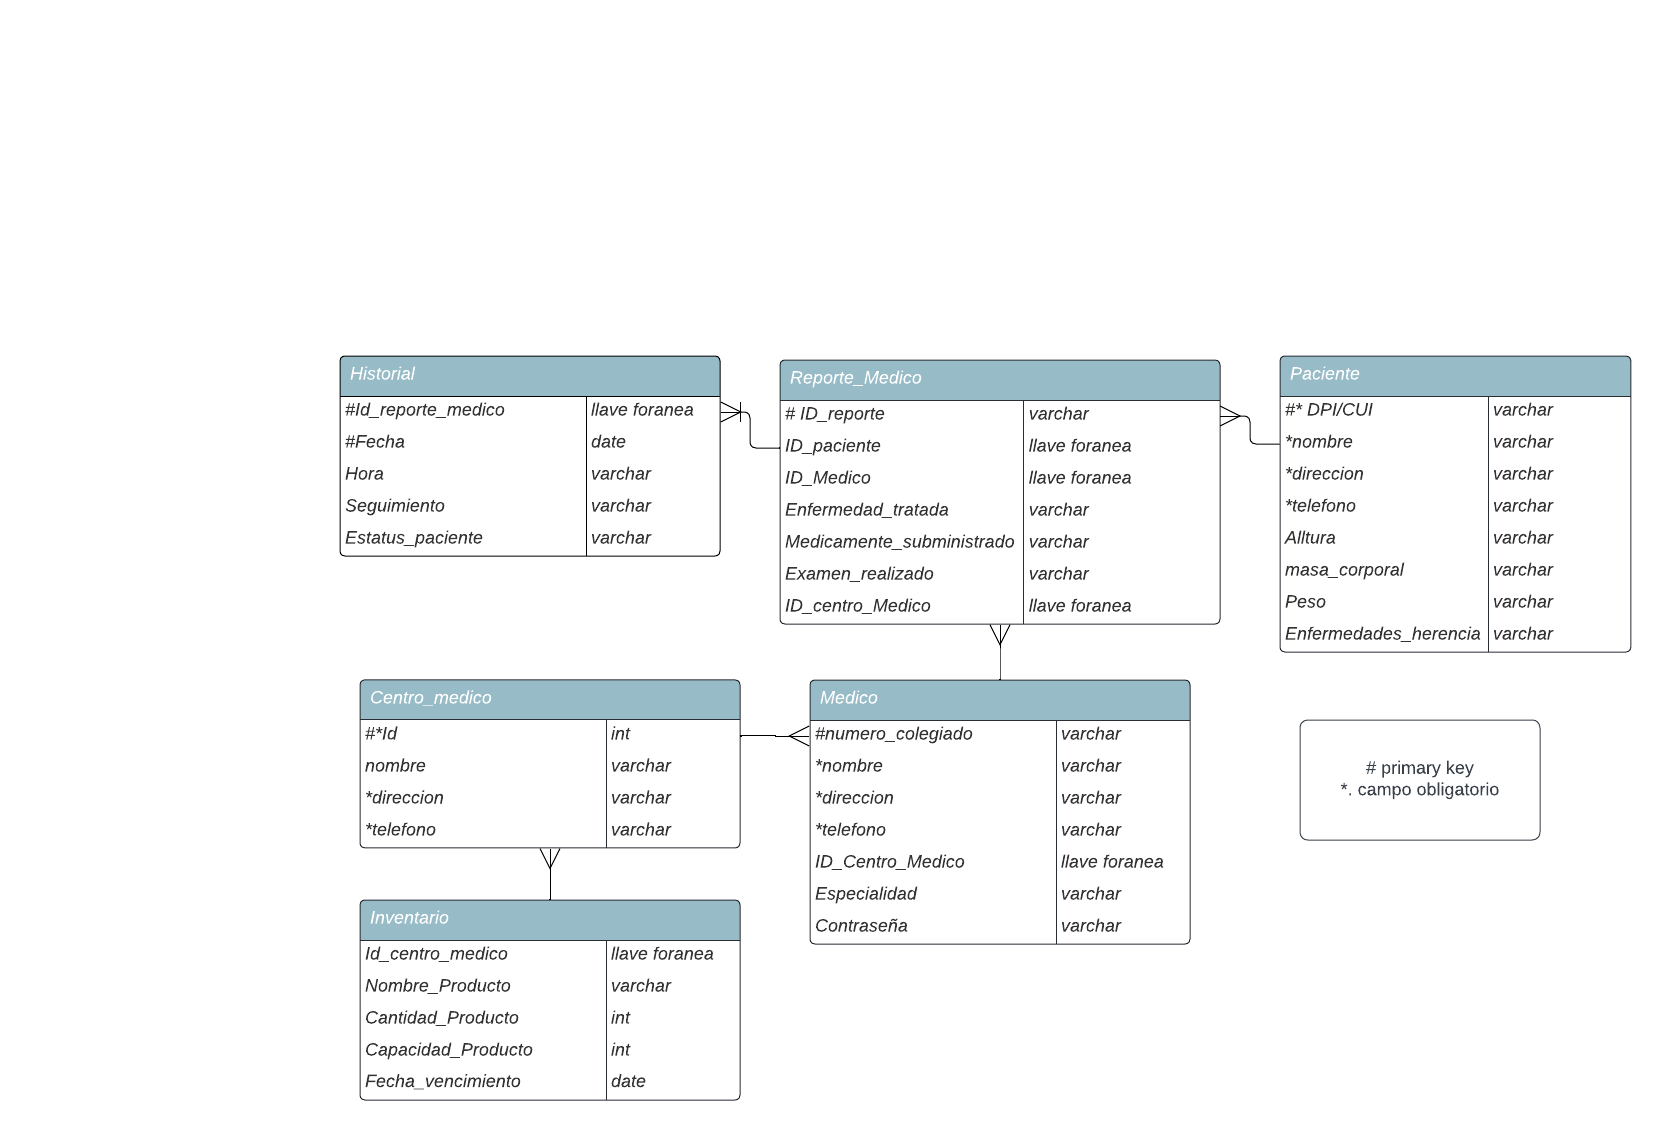 Historial
#Id_reporte_medico llave foranea
#Fecha date
Hora varchar
Seguimiento varchar
Estatus_paciente varchar
Reporte_Medico
# ID_reporte varchar
ID_paciente llave foranea
ID_Medico llave foranea
Enfermedad_tratada varchar
Medicamente_subministrado varchar
Examen_realizado varchar
ID_centro_Medico llave foranea
Paciente
#* DPI/CUI varchar
*nombre varchar
*direccion varchar
*telefono varchar
Alltura varchar
masa_corporal varchar
Peso varchar
Enfermedades_herencia varchar
Centro_medico
#*Id int
nombre varchar
*direccion varchar
*telefono varchar
Medico
#numero_colegiado varchar
*nombre varchar
*direccion varchar
*telefono varchar
ID_Centro_Medico llave foranea
Especialidad varchar
Contraseña varchar
# primary key
*. campo obligatorio
Inventario
Id_centro_medico llave foranea
Nombre_Producto varchar
Cantidad_Producto int
Capacidad_Producto int
Fecha_vencimiento date